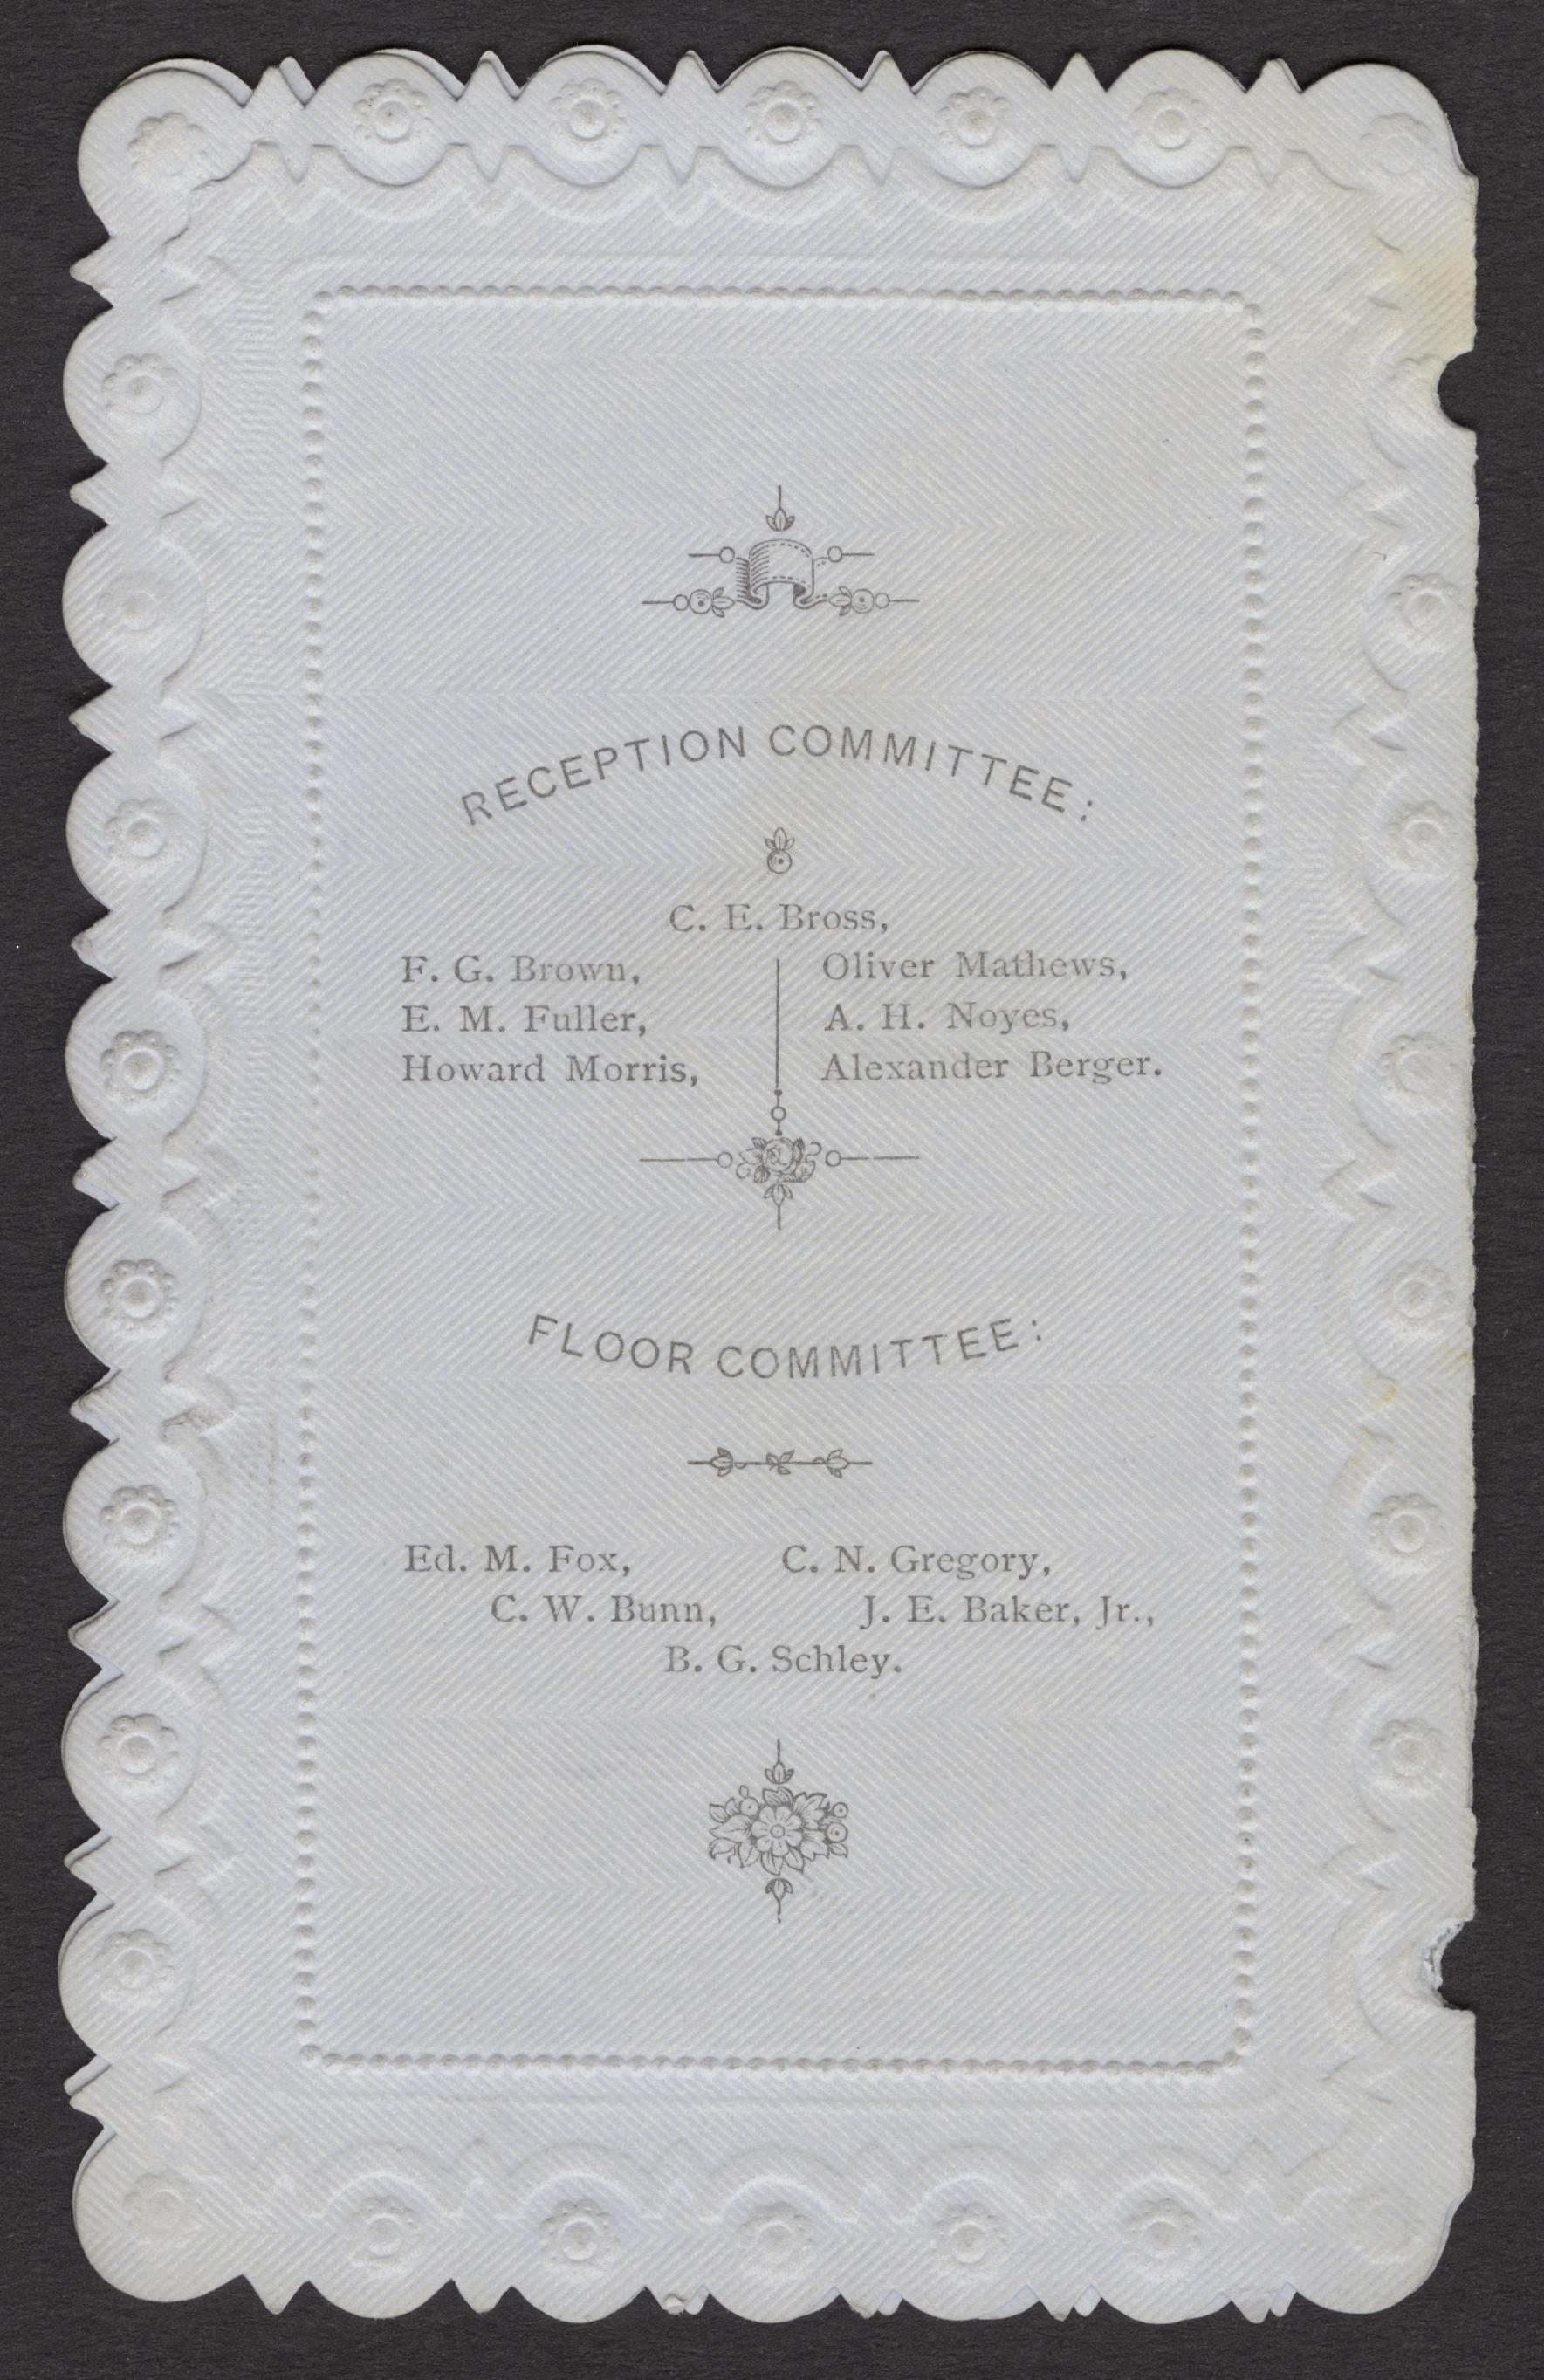 RECEPTION COMMITTEE:
C. E. Bross,
F. G. Brown, Oliver Mathews,
E. M. Fuller, A. H. Noyes,
Howard Morris, Alexander Berger.
FLOOR COMMITTEE:
Ed. M. Fox, C. N. Gregory,
C. W. Bunn, J. E. Baker, Jr.,
B. G. Schley.